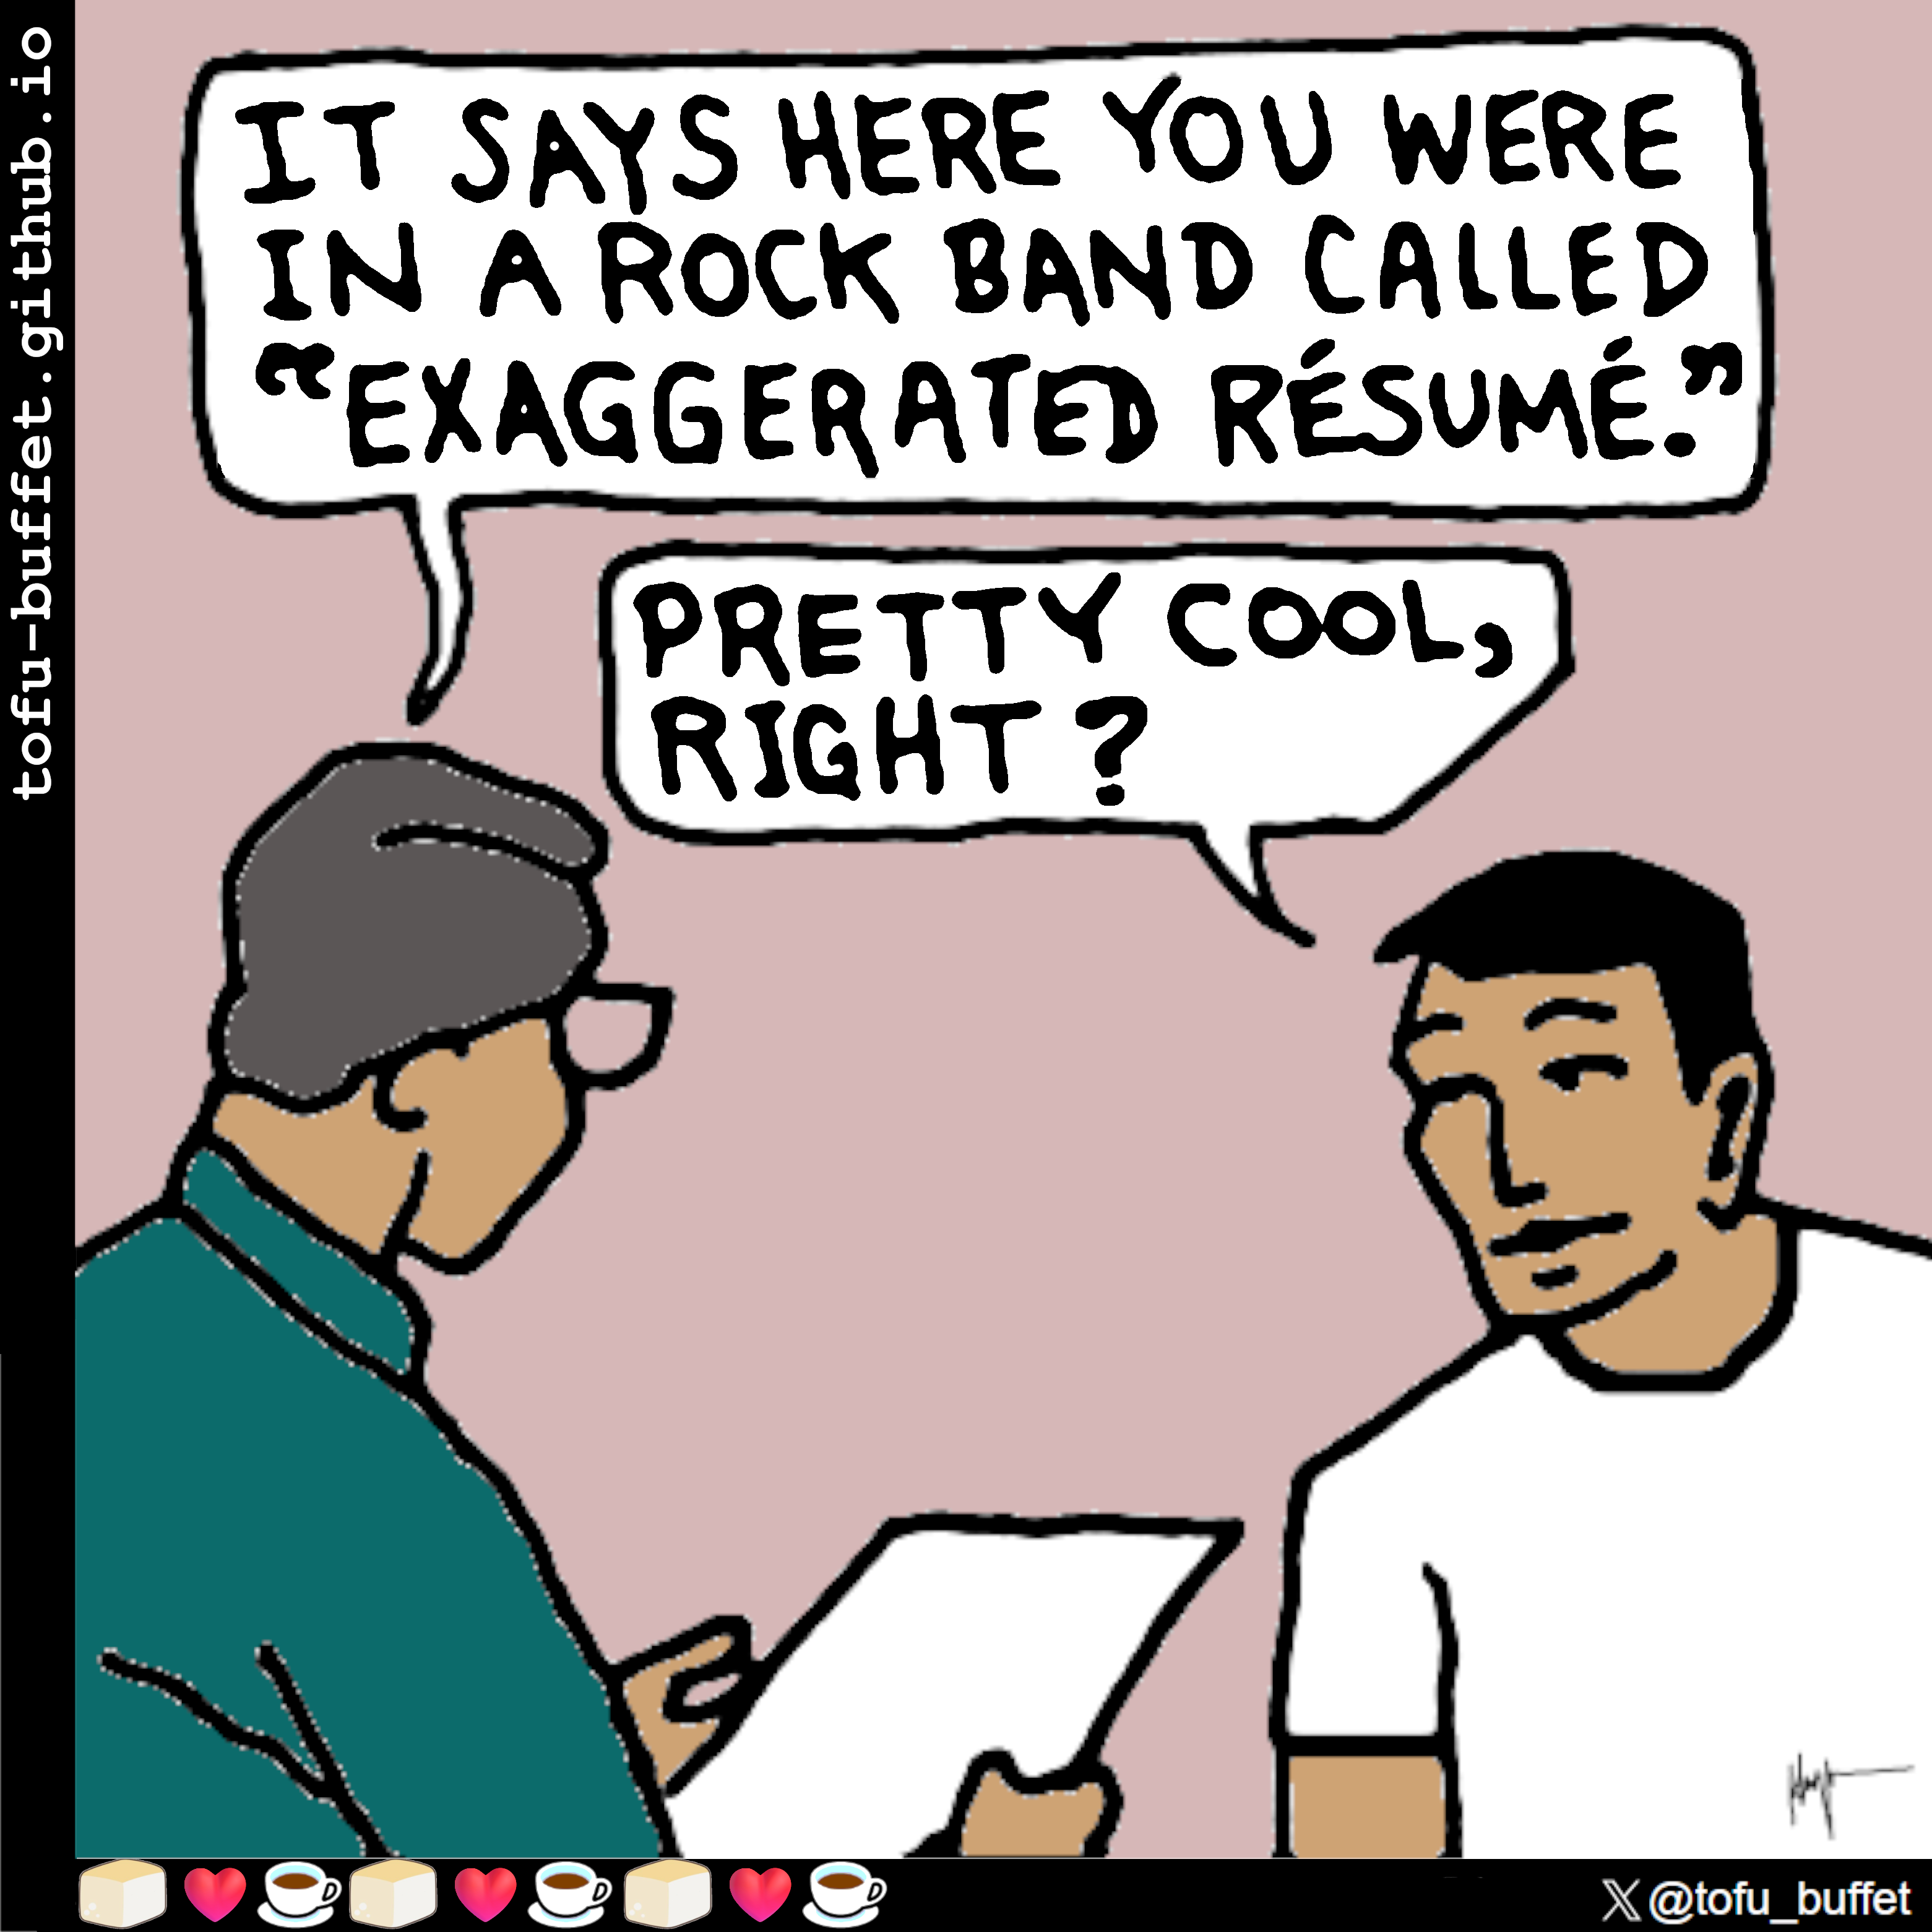 IT SAYS HERE YOU WERE
IN A ROCK BAND CALLED
“EXAGGERATED RÉSUMÉ.”
PRETTY COOL,
RIGHT?
tofu-buffet.github.io
𝕏 @tofu_buffet